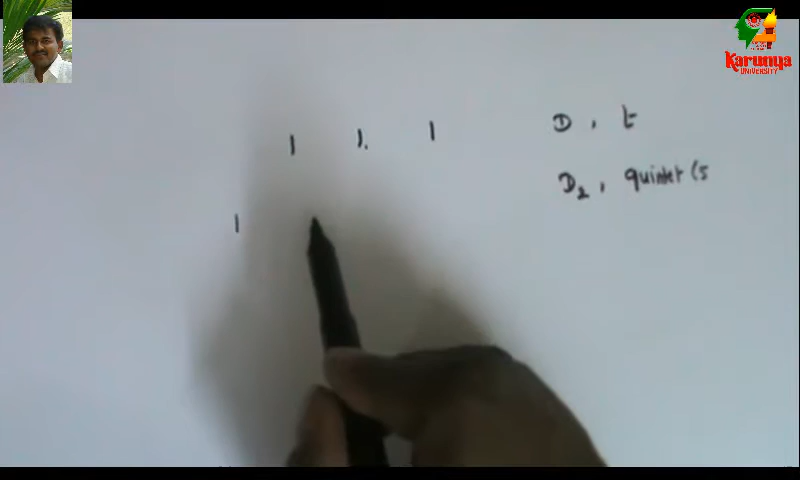 Karunya
UNIVERSITY
1 1. 1 D, t
D2, quintet (5
1